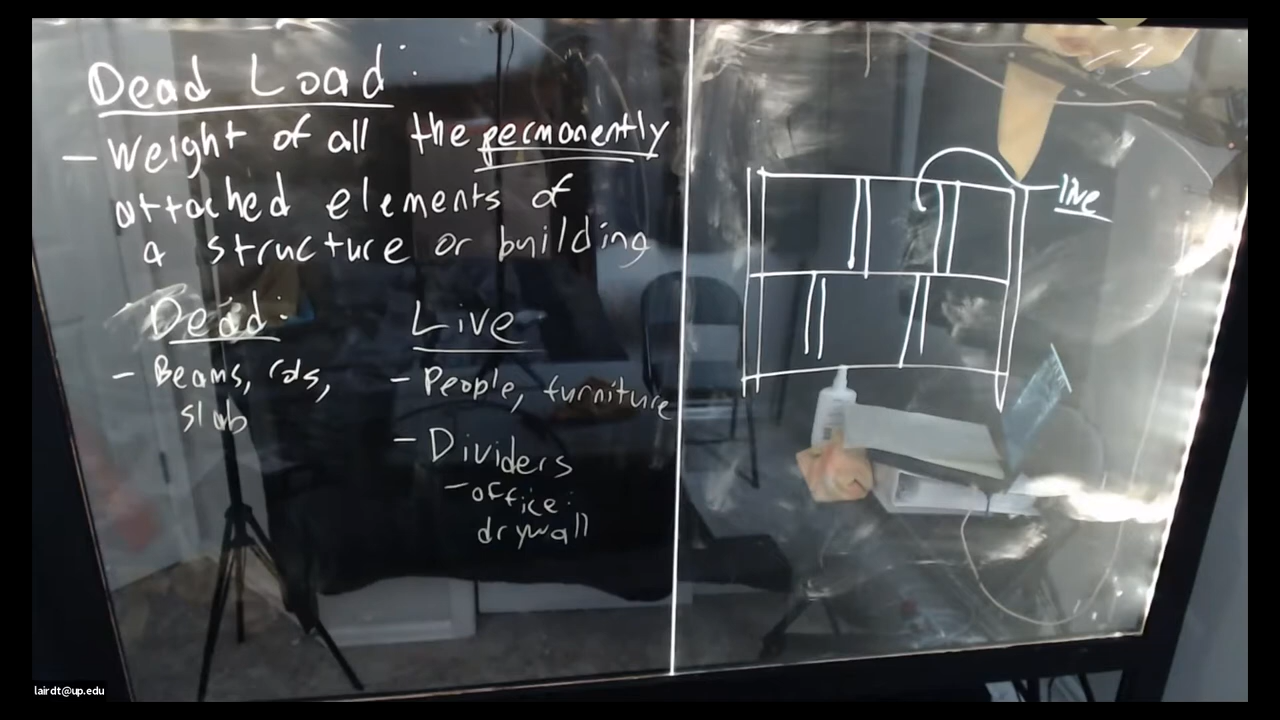 Dead Load:
- Weight of all the permanently
attached elements of
a structure or building
Dead:
- Beams, cols,
slab
Live
- People, furniture
- Dividers
- office:
drywall
live
lairdt@up.edu